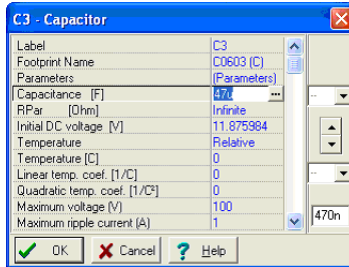 C3 - Capacitor
Label C3
Footprint Name C0603 (C)
Parameters (Parameters)
Capacitance [F] 47u ...
RPar [Ohm] Infinite
Initial DC voltage [V] 11.875984
Temperature Relative
Temperature [C] 0
Linear temp. coef. [1/C] 0
Quadratic temp. coef. [1/C²] 0
Maximum voltage (V) 100
Maximum ripple current (A) 1
470n
OK Cancel ? Help